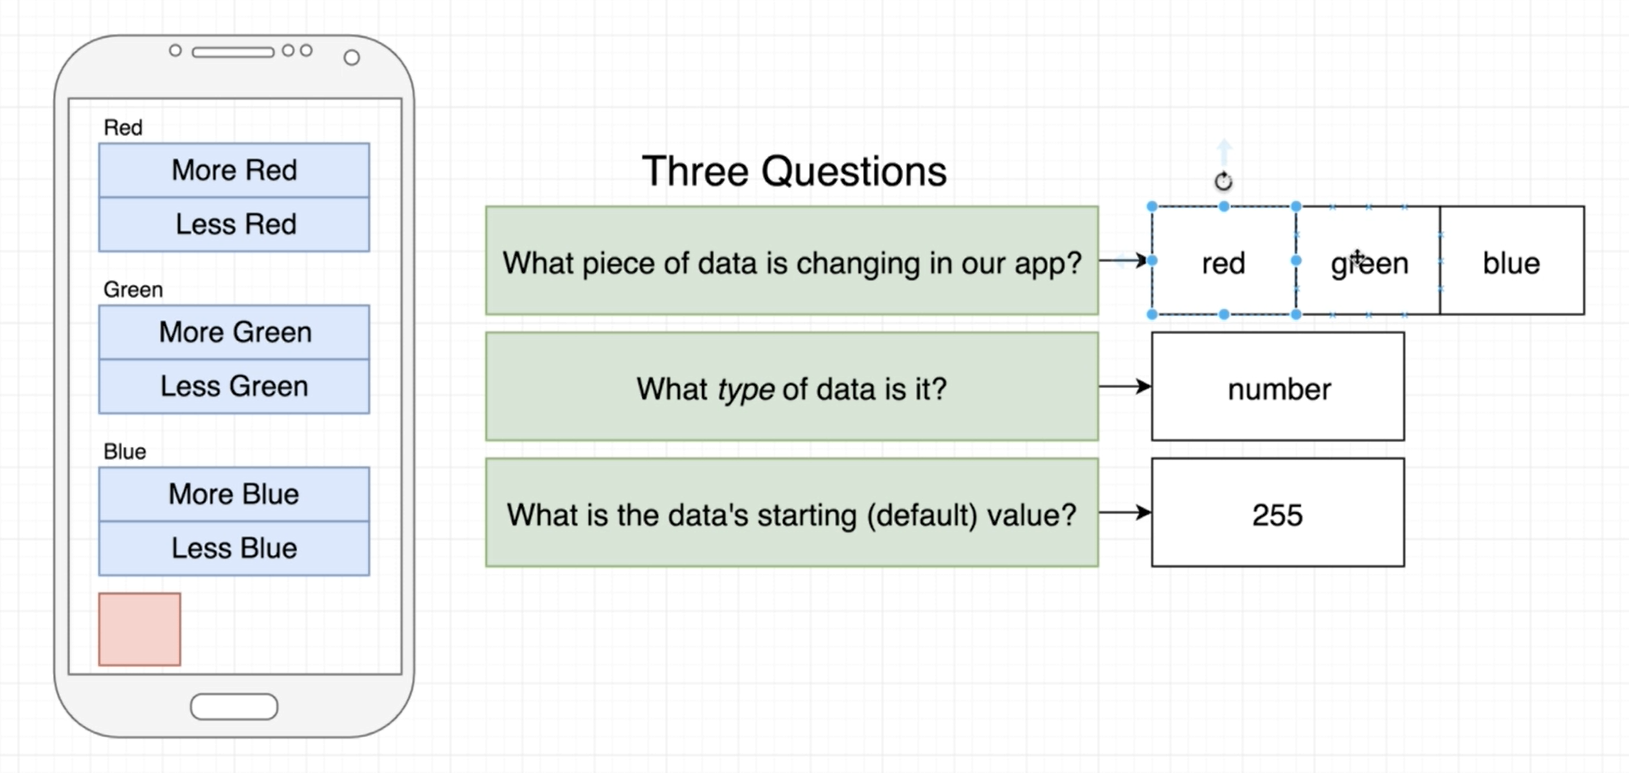 Red
More Red
Less Red
Green
More Green
Less Green
Blue
More Blue
Less Blue
Three Questions
What piece of data is changing in our app?
red
green
blue
What type of data is it?
number
What is the data's starting (default) value?
255